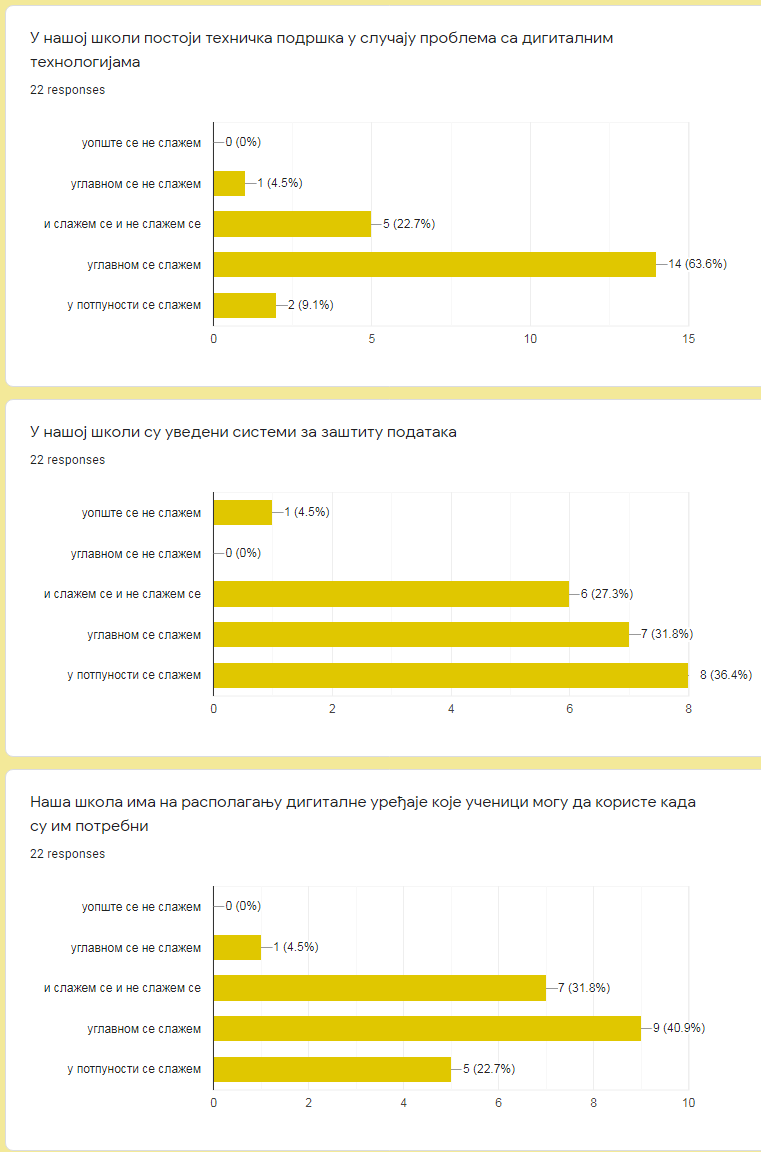 У нашој школи постоји техничка подршка у случају проблема са дигиталним
технологијама
22 responses
уопште се не слажем 0 (0%)
углавном се не слажем 1 (4.5%)
и слажем се и не слажем се 5 (22.7%)
углавном се слажем 14 (63.6%)
у потпуности се слажем 2 (9.1%)
0 5 10 15
У нашој школи су уведени системи за заштиту података
22 responses
уопште се не слажем 1 (4.5%)
углавном се не слажем 0 (0%)
и слажем се и не слажем се 6 (27.3%)
углавном се слажем 7 (31.8%)
у потпуности се слажем 8 (36.4%)
0 2 4 6 8
Наша школа има на располагању дигиталне уређаје које ученици могу да користе када
су им потребни
22 responses
уопште се не слажем 0 (0%)
углавном се не слажем 1 (4.5%)
и слажем се и не слажем се 7 (31.8%)
углавном се слажем 9 (40.9%)
у потпуности се слажем 5 (22.7%)
0 2 4 6 8 10